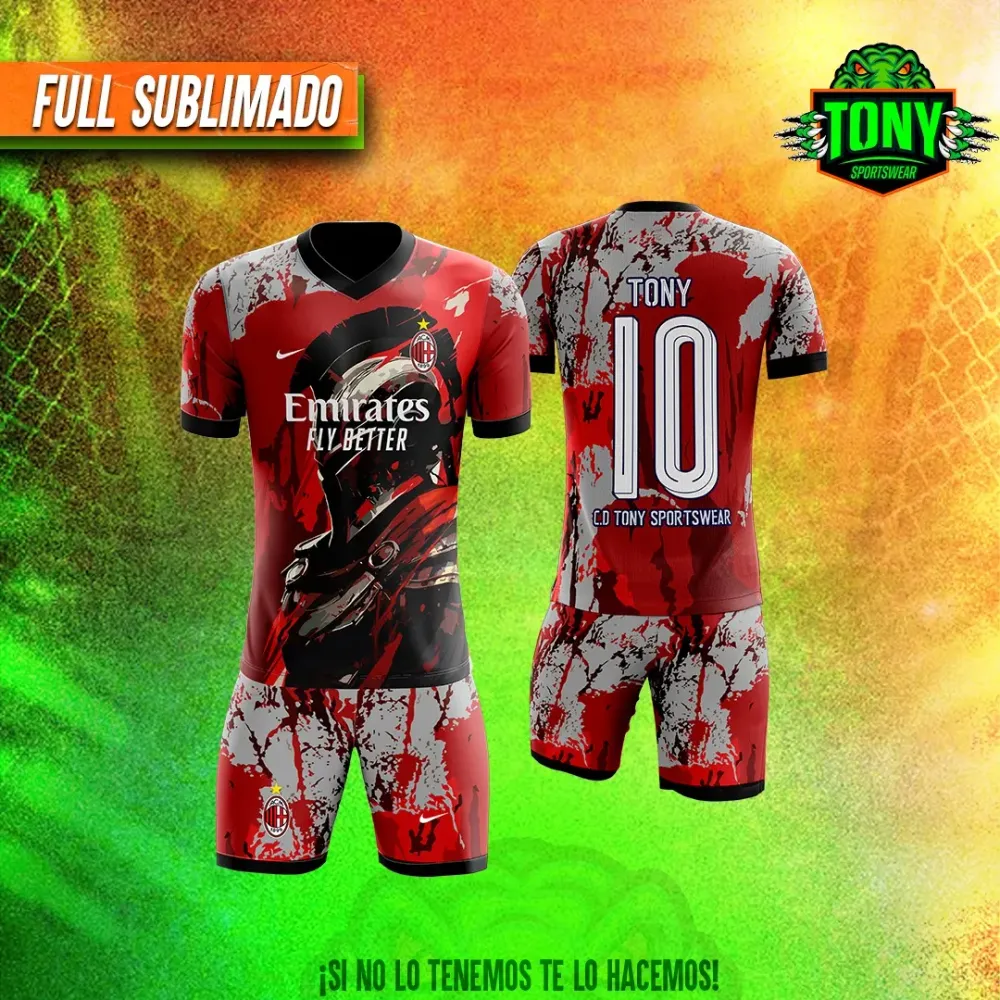 FULL SUBLIMADO
TONY
SPORTSWEAR
Emirates
FLY BETTER
TONY
10
C.D TONY SPORTSWEAR
¡SI NO LO TENEMOS TE LO HACEMOS!